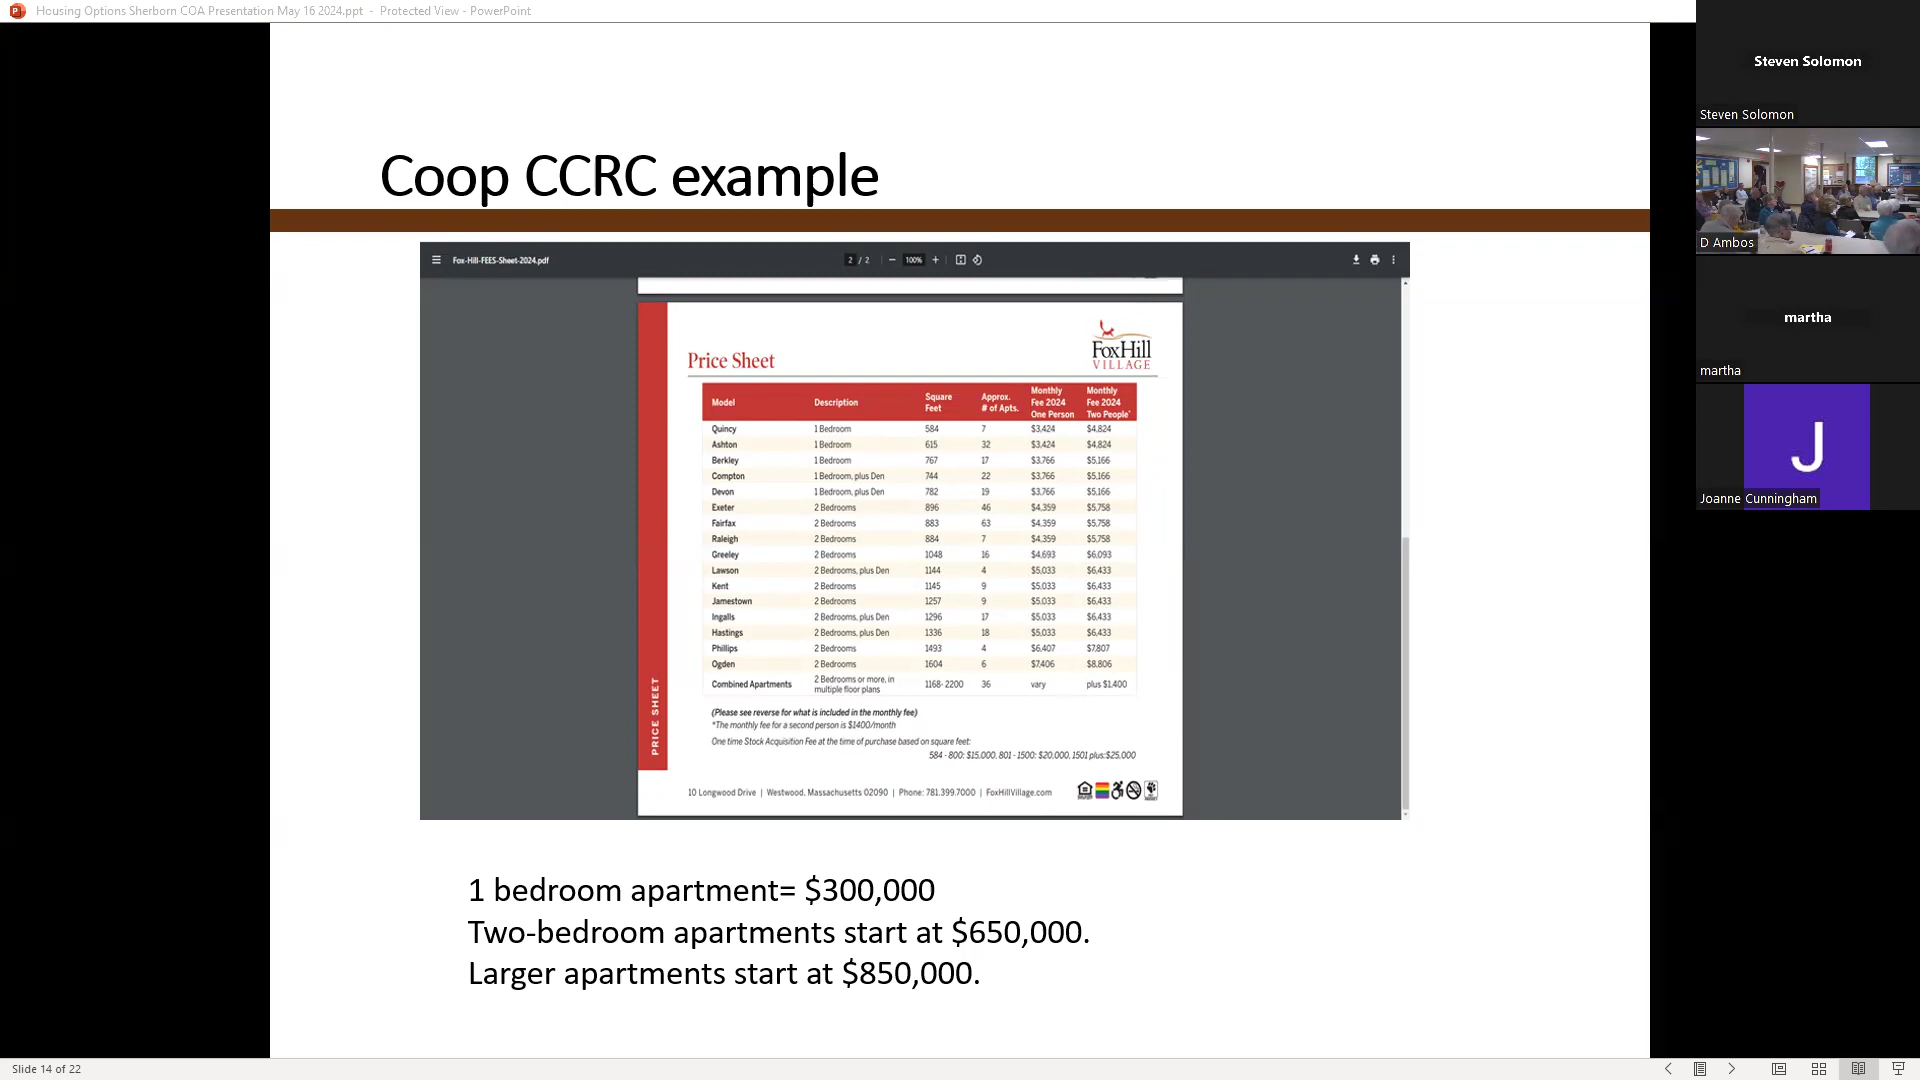 Housing Options Sherborn COA Presentation May 16 2024.ppt - Protected View - PowerPoint
Coop CCRC example
Fox-Hill-FEES-Sheet-2024.pdf
2 / 2 | − 100% +
Price Sheet
FoxHill
VILLAGE
Model Description Square Feet Approx. # of Apts. Monthly Fee 2024 One Person Monthly Fee 2024 Two People*
Quincy 1 Bedroom 584 7 $3,424 $4,824
Ashton 1 Bedroom 615 32 $3,424 $4,824
Berkley 1 Bedroom 767 17 $3,766 $5,166
Compton 1 Bedroom, plus Den 744 22 $3,766 $5,166
Devon 1 Bedroom, plus Den 782 19 $3,766 $5,166
Exeter 2 Bedrooms 896 46 $4,359 $5,758
Fairfax 2 Bedrooms 883 63 $4,359 $5,758
Raleigh 2 Bedrooms 884 7 $4,359 $5,758
Greeley 2 Bedrooms 1048 16 $4,693 $6,093
Lawson 2 Bedrooms, plus Den 1144 4 $5,033 $6,433
Kent 2 Bedrooms 1145 9 $5,033 $6,433
Jamestown 2 Bedrooms 1257 9 $5,033 $6,433
Ingalls 2 Bedrooms, plus Den 1296 17 $5,033 $6,433
Hastings 2 Bedrooms, plus Den 1336 18 $5,033 $6,433
Phillips 2 Bedrooms 1493 4 $6,407 $7,807
Ogden 2 Bedrooms 1604 6 $7,406 $8,806
Combined Apartments 2 Bedrooms or more, in multiple floor plans 1168- 2200 36 vary plus $1,400
PRICE SHEET
(Please see reverse for what is included in the monthly fee)
*The monthly fee for a second person is $1400/month
One time Stock Acquisition Fee at the time of purchase based on square feet:
584 - 800: $15,000, 801 - 1500: $20,000, 1501 plus:$25,000
10 Longwood Drive | Westwood, Massachusetts 02090 | Phone: 781.399.7000 | FoxHillVillage.com
1 bedroom apartment= $300,000
Two-bedroom apartments start at $650,000.
Larger apartments start at $850,000.
Steven Solomon
Steven Solomon
D Ambos
martha
martha
J
Joanne Cunningham
Slide 14 of 22